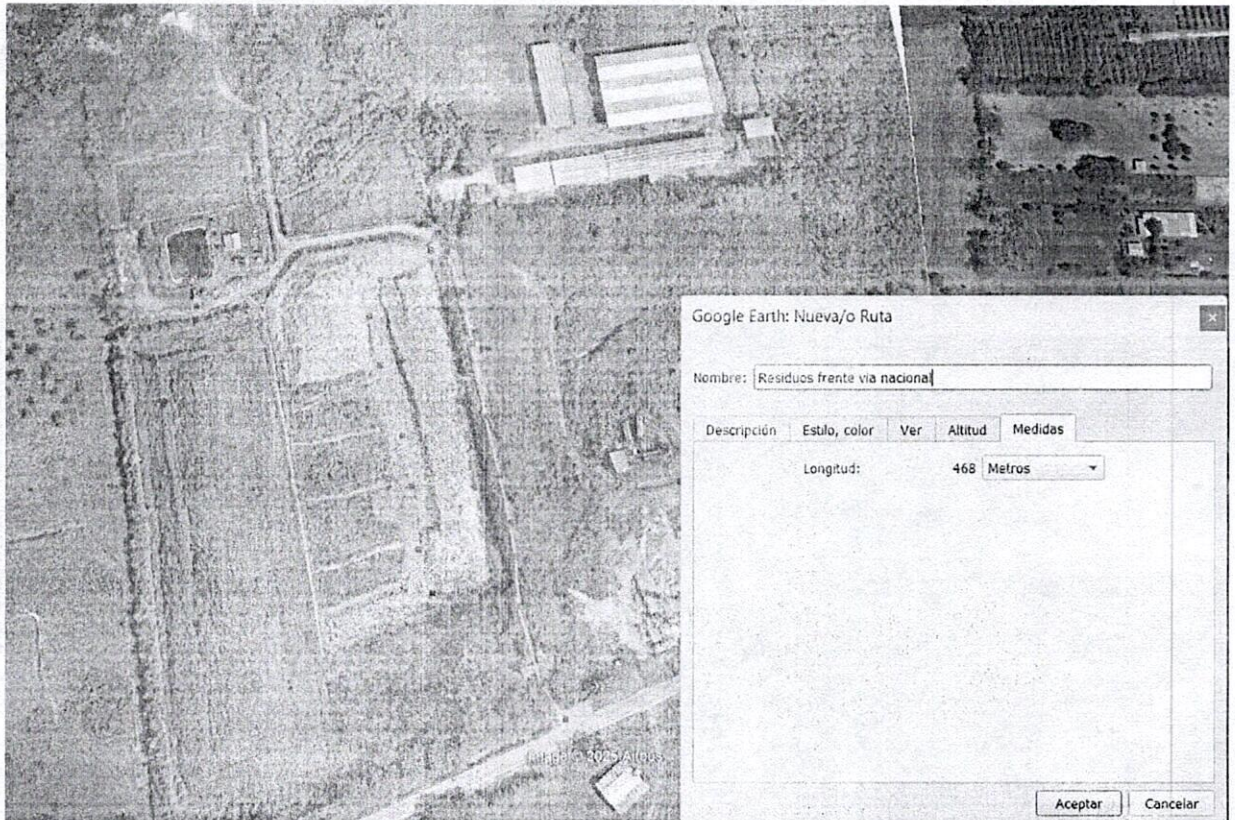 Google Earth: Nueva/o Ruta
Nombre: Residuos frente via nacional
Descripción Estilo, color Ver Altitud Medidas
Longitud: 468 Metros
Aceptar Cancelar